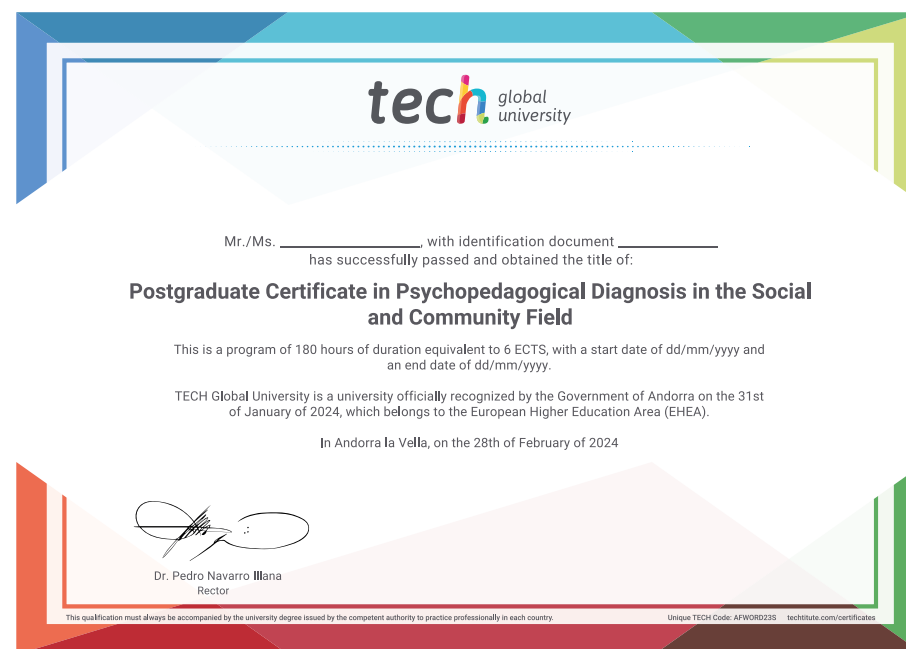 tech global
university
Mr./Ms. ____________, with identification document ____________
has successfully passed and obtained the title of:
Postgraduate Certificate in Psychopedagogical Diagnosis in the Social
and Community Field
This is a program of 180 hours of duration equivalent to 6 ECTS, with a start date of dd/mm/yyyy and
an end date of dd/mm/yyyy.
TECH Global University is a university officially recognized by the Government of Andorra on the 31st
of January of 2024, which belongs to the European Higher Education Area (EHEA).
In Andorra la Vella, on the 28th of February of 2024
Dr. Pedro Navarro Illana
Rector
This qualification must always be accompanied by the university degree issued by the competent authority to practice professionally in each country.
Unique TECH Code: AFWORD23S techtitute.com/certificates